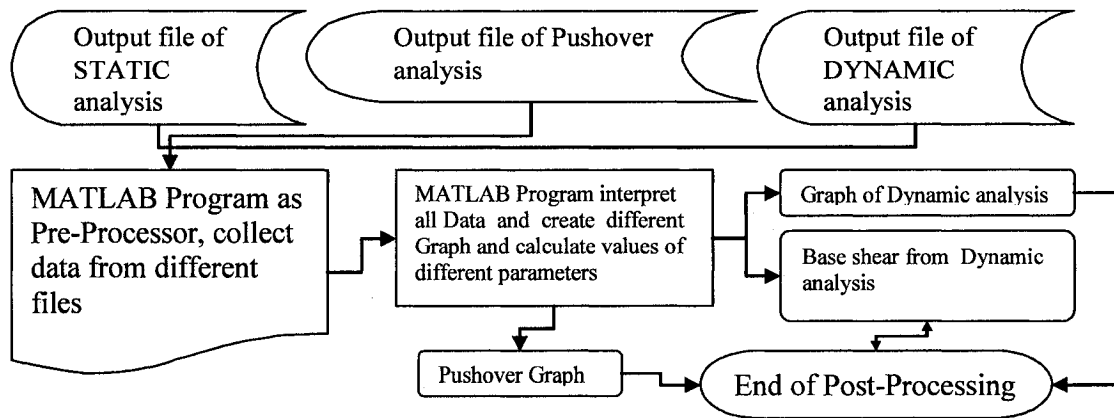 Output file of
STATIC
analysis
Output file of Pushover
analysis
Output file of
DYNAMIC
analysis
MATLAB Program as
Pre-Processor, collect
data from different
files
MATLAB Program interpret
all Data and create different
Graph and calculate values of
different parameters
Graph of Dynamic analysis
Base shear from Dynamic
analysis
Pushover Graph
End of Post-Processing